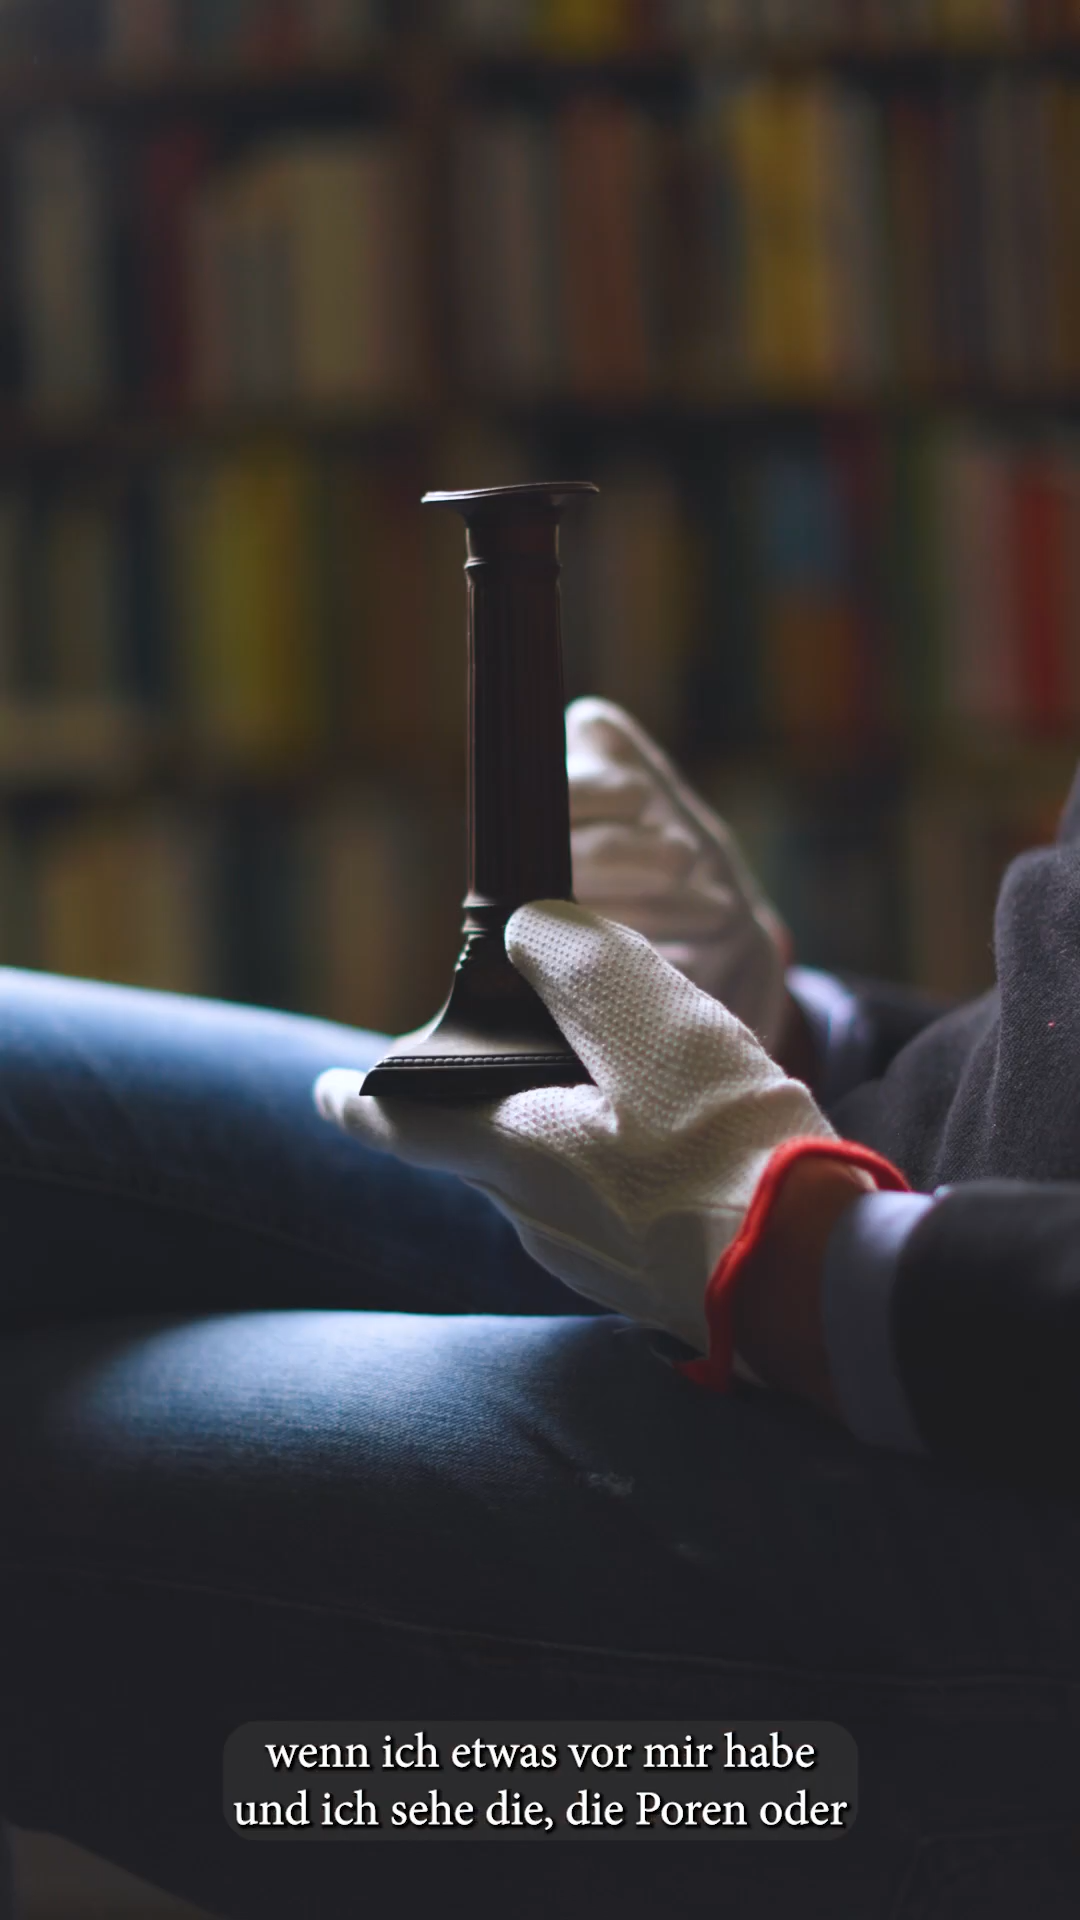 wenn ich etwas vor mir habe
und ich sehe die, die Poren oder